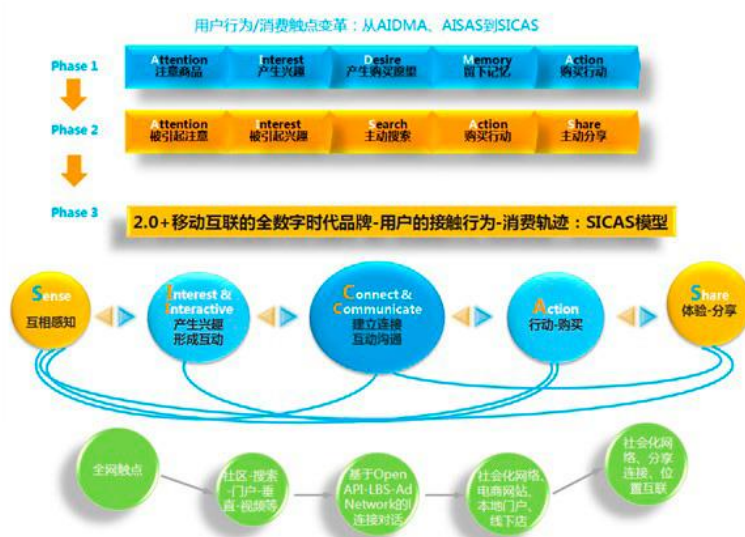 用户行为/消费触点变革：从AIDMA、AISAS到SICAS
Phase 1
Attention
注意商品
Interest
产生兴趣
Desire
产生购买愿望
Memory
留下记忆
Action
购买行动
Phase 2
Attention
被引起注意
Interest
被引起兴趣
Search
主动搜索
Action
购买行动
Share
主动分享
Phase 3
2.0+移动互联的全数字时代品牌-用户的接触行为-消费轨迹：SICAS模型
Sense
互相感知
Interest &
Interactive
产生兴趣
形成互动
Connect &
Communicate
建立连接
互动沟通
Action
行动-购买
Share
体验-分享
全网触点
社区-搜索
-门户-垂
直-视频等
基于Open
API-LBS-Ad
Network的l
连接对话
社会化网络、
电商网站、
本地门户、
线下店
社会化网
络、分享
连接、位
置互联